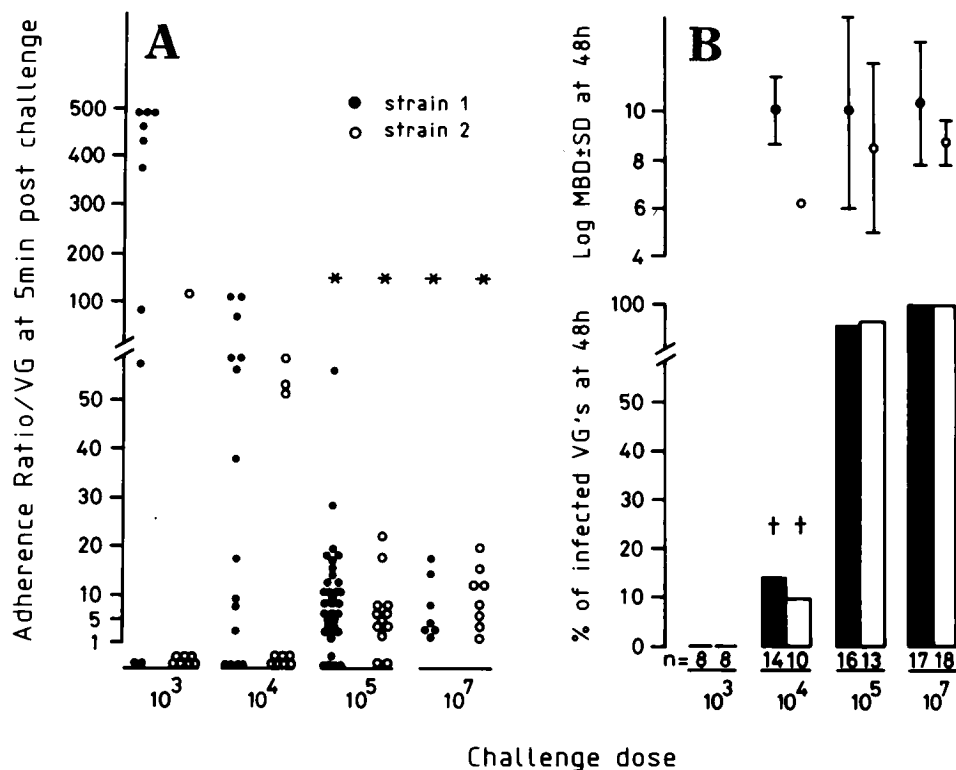 A
Adherence Ratio/VG at 5min post challenge
500
400
300
200
100
50
40
30
20
10
5
1
● strain 1
○ strain 2
* * * *
10³ 10⁴ 10⁵ 10⁷
B
Log MBD±SD at 48h
10
8
6
4
% of infected VG's at 48h
100
50
40
30
20
10
0
† †
n= 8 8 14 10 16 13 17 18
10³ 10⁴ 10⁵ 10⁷
Challenge dose